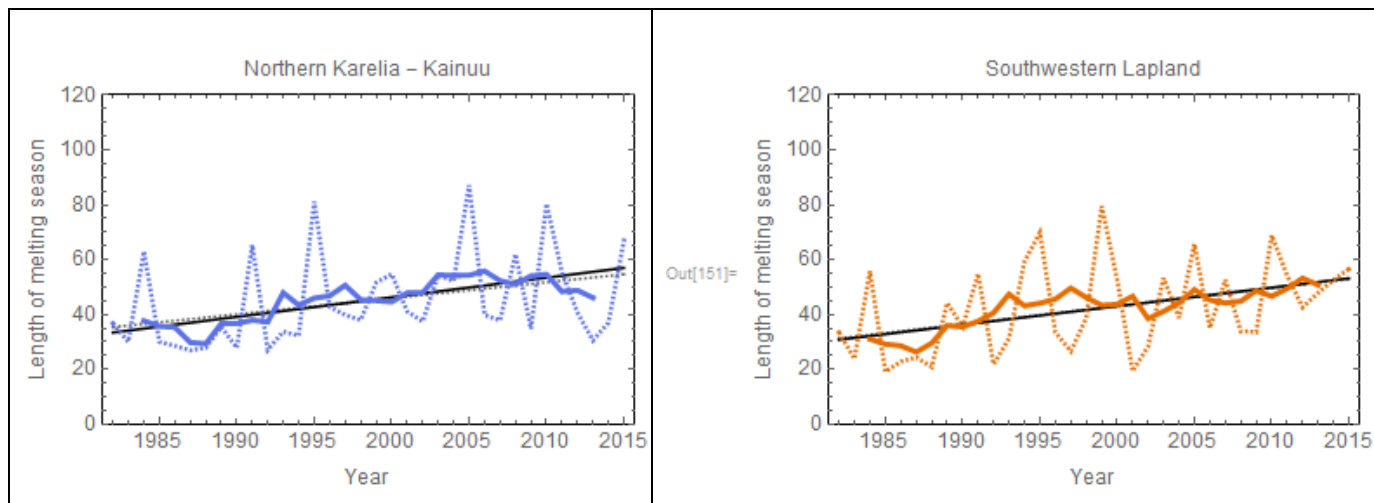 Northern Karelia – Kainuu
120
100
80
60
40
20
0
Length of melting season
1985 1990 1995 2000 2005 2010 2015
Year
Out[151]=
Southwestern Lapland
120
100
80
60
40
20
0
Length of melting season
1985 1990 1995 2000 2005 2010 2015
Year